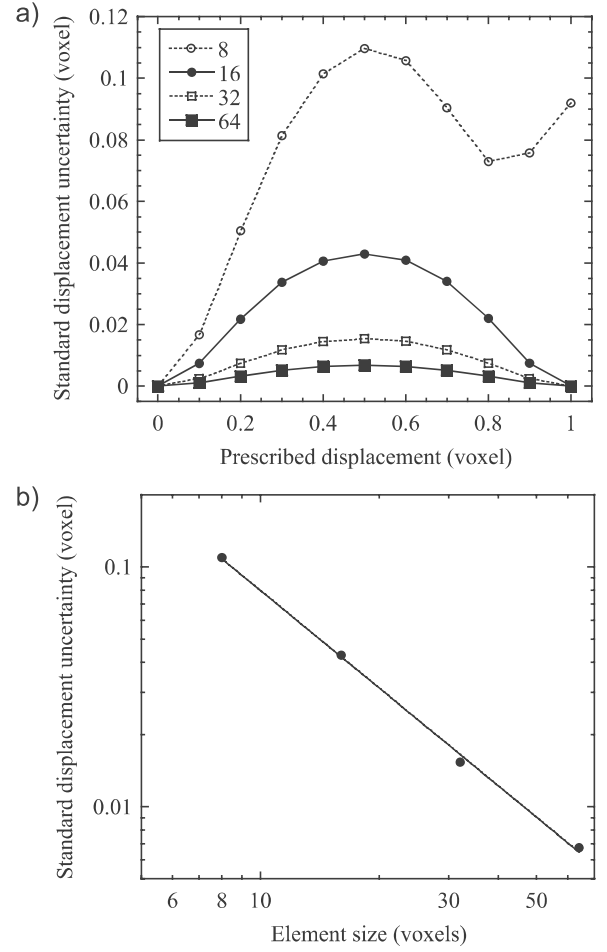 a)
Standard displacement uncertainty (voxel)
0.12
0.1
0.08
0.06
0.04
0.02
0
8
16
32
64
0 0.2 0.4 0.6 0.8 1
Prescribed displacement (voxel)
b)
Standard displacement uncertainty (voxel)
0.1
0.01
6 8 10 30 50
Element size (voxels)